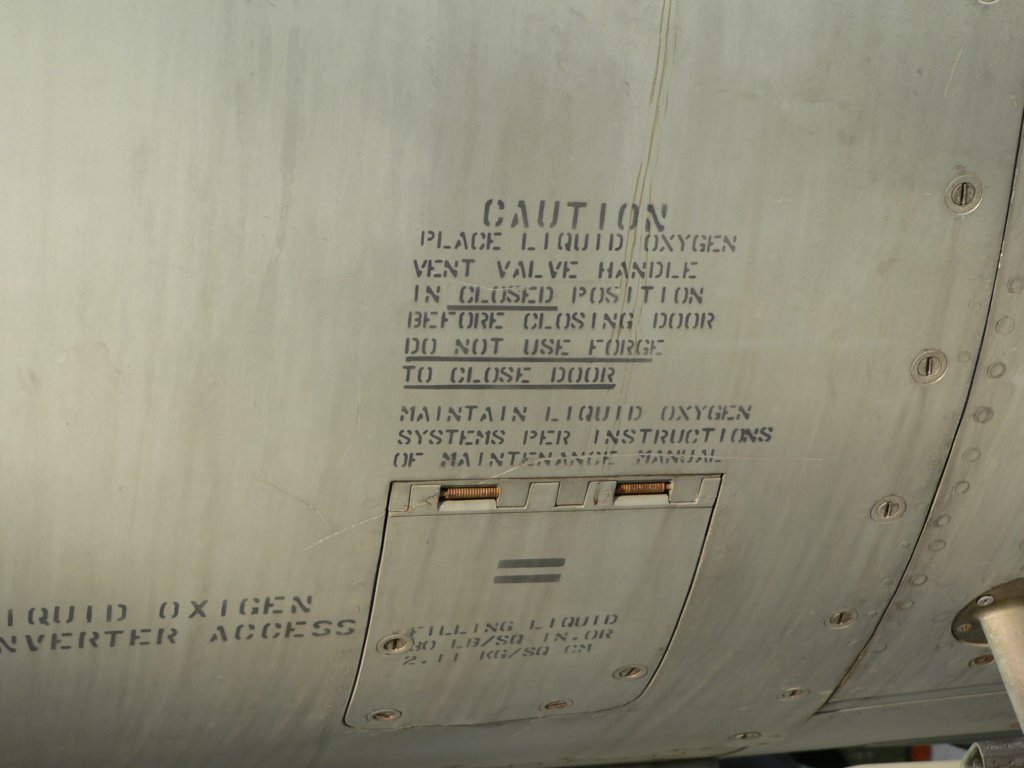 CAUTION
PLACE LIQUID OXYGEN
VENT VALVE HANDLE
IN CLOSED POSITION
BEFORE CLOSING DOOR
DO NOT USE FORGE
TO CLOSE DOOR
MAINTAIN LIQUID OXYGEN
SYSTEMS PER INSTRUCTIONS
OF MAINTENANCE MANUAL
IQUID OXIGEN
NVERTER ACCESS
=
FILLING LIQUID
80 LB/SQ IN.OR
2.11 KG/SQ CM